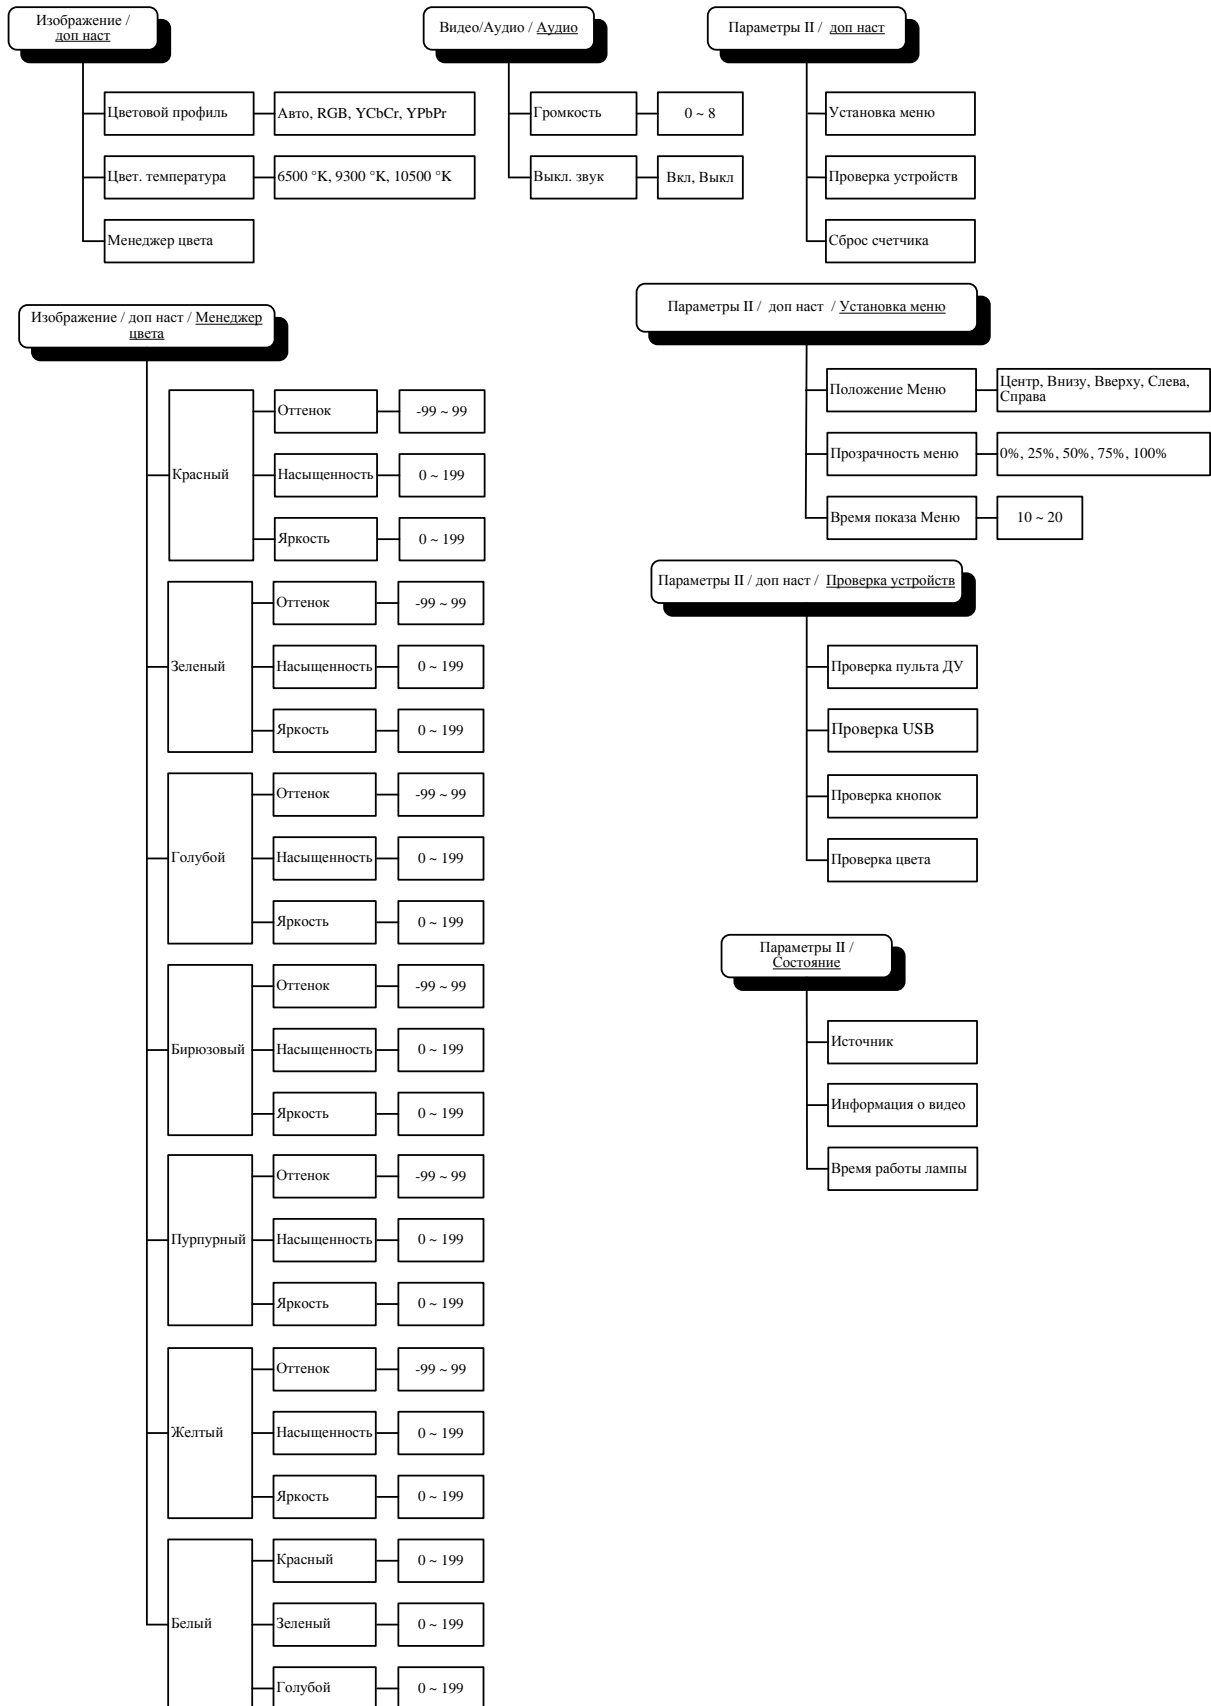 Изображение /
доп наст
Цветовой профиль
Авто, RGB, YCbCr, YPbPr
Цвет. температура
6500 °K, 9300 °K, 10500 °K
Менеджер цвета
Видео/Аудио / Аудио
Громкость
0 ~ 8
Выкл. звук
Вкл, Выкл
Параметры II / доп наст
Установка меню
Проверка устройств
Сброс счетчика
Изображение / доп наст / Менеджер
цвета
Красный
Оттенок
-99 ~ 99
Насыщенность
0 ~ 199
Яркость
0 ~ 199
Зеленый
Оттенок
-99 ~ 99
Насыщенность
0 ~ 199
Яркость
0 ~ 199
Голубой
Оттенок
-99 ~ 99
Насыщенность
0 ~ 199
Яркость
0 ~ 199
Бирюзовый
Оттенок
-99 ~ 99
Насыщенность
0 ~ 199
Яркость
0 ~ 199
Пурпурный
Оттенок
-99 ~ 99
Насыщенность
0 ~ 199
Яркость
0 ~ 199
Желтый
Оттенок
-99 ~ 99
Насыщенность
0 ~ 199
Яркость
0 ~ 199
Белый
Красный
0 ~ 199
Зеленый
0 ~ 199
Голубой
0 ~ 199
Параметры II / доп наст / Установка меню
Положение Меню
Центр, Внизу, Вверху, Слева,
Справа
Прозрачность меню
0%, 25%, 50%, 75%, 100%
Время показа Меню
10 ~ 20
Параметры II / доп наст / Проверка устройств
Проверка пульта ДУ
Проверка USB
Проверка кнопок
Проверка цвета
Параметры II /
Состояние
Источник
Информация о видео
Время работы лампы